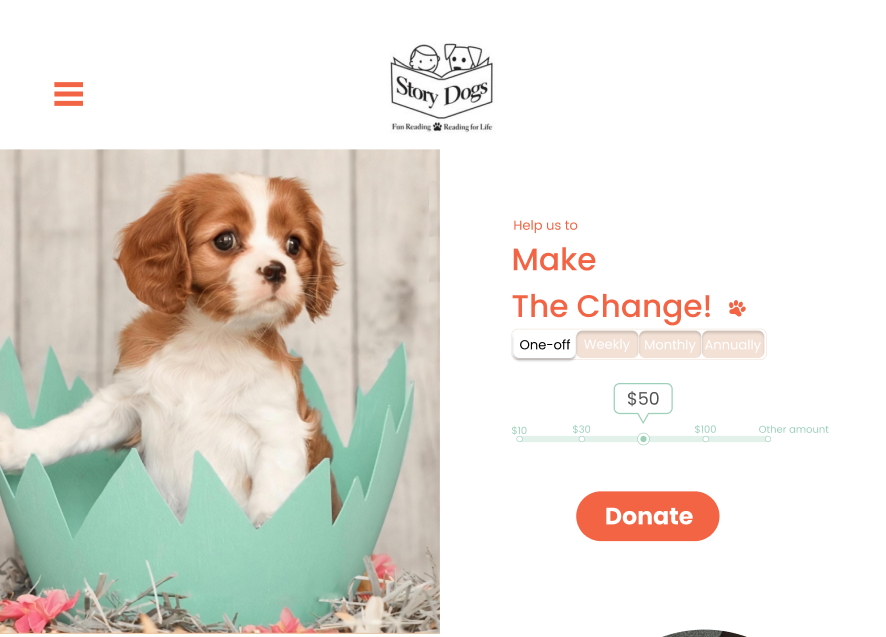 Story Dogs
Fun Reading Reading for Life
Help us to
Make
The Change!
One-off Weekly Monthly Annually
$50
$10 $30 $100 Other amount
Donate